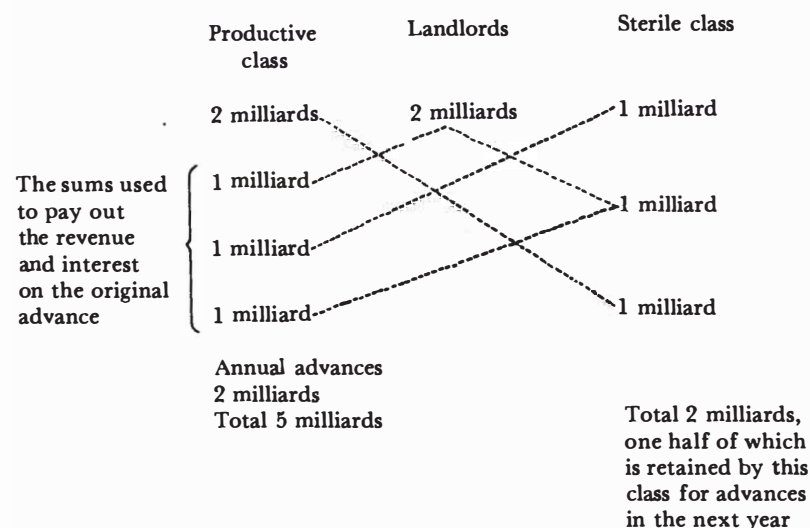 Productive
class
Landlords
Sterile class
2 milliards
2 milliards
1 milliard
The sums used
to pay out
the revenue
and interest
on the original
advance
1 milliard
1 milliard
1 milliard
1 milliard
1 milliard
Annual advances
2 milliards
Total 5 milliards
Total 2 milliards,
one half of which
is retained by this
class for advances
in the next year